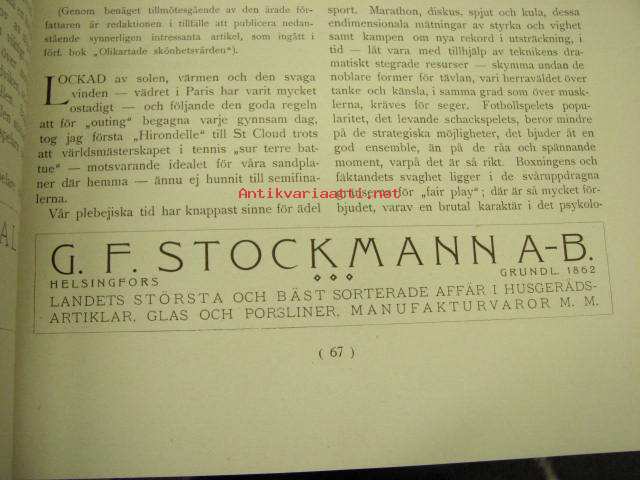 (Genom benäget tillmötesgående av den ärade för-
fattaren är redaktionen i tillfälle att publicera nedan-
stående synnerligen intressanta artikel, som ingått i
förf. bok „Olikartade skönhetsvärden").
LOCKAD av solen, värmen och den svaga
vinden — vädret i Paris har varit mycket
ostadigt — och följande den goda regeln
att för „outing" begagna varje gynnsam dag,
tog jag första „Hirondelle" till St Cloud trots
att världsmästerskapet i tennis „sur terre bat-
tue" — motsvarande idealet för våra sandpla-
ner där hemma — ännu ej hunnit till semifina-
lerna.
Vår plebejiska tid har knappast sinne för ädel
sport. Marathon, diskus, spjut och kula, dessa
endimensionala mätningar av styrka och vighet
samt kampen om nya rekord i utsträckning, i
tid — låt vara med tillhjälp av teknikens dra-
matiskt stegrade resurser — skymma undan de
noblare former för tävlan, vari herraväldet över
tanke och känsla, i samma grad som över musk-
lerna, kräves för seger. Fotbollspelets popu-
laritet, det levande schackspelets, beror mindre
på de strategiska möjligheter, det bjuder åt en
god ensemble, än på de råa och spännande
moment, varpå det är så rikt. Boxningens och
fäktandets svaghet ligger i de svåruppdragna
gränserna för „fair play"; där är så mycket för-
bjudet, varav en brutal karaktär i det psykolo-
Antikvariaatti.net
G. F. STOCKMANN A-B.
HELSINGFORS
GRUNDL. 1862
LANDETS STÖRSTA OCH BÄST SORTERADE AFFÄR I HUSGERÅDS-
ARTIKLAR, GLAS OCH PORSLINER, MANUFAKTURVAROR M. M.
( 67 )